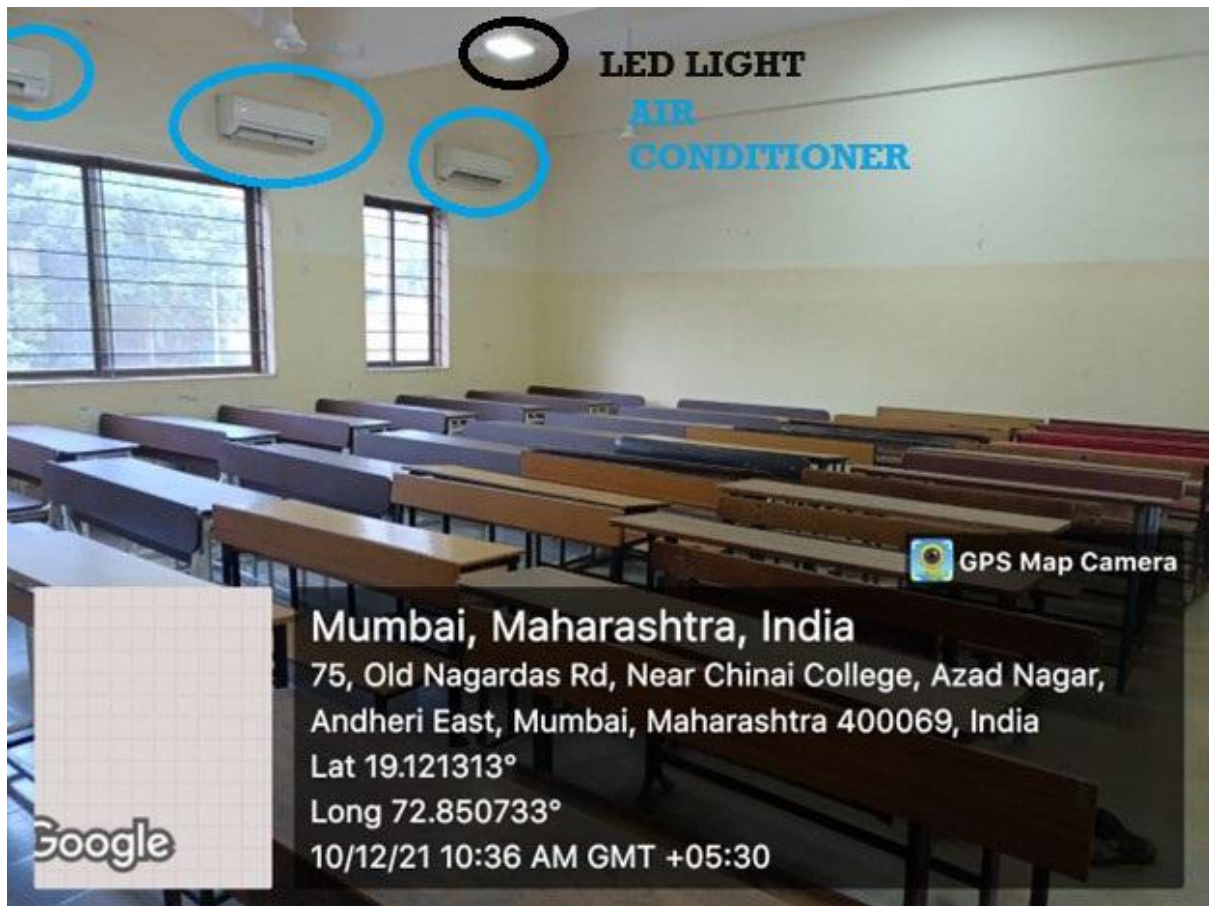 LED LIGHT
AIR
CONDITIONER
GPS Map Camera
Mumbai, Maharashtra, India
75, Old Nagardas Rd, Near Chinai College, Azad Nagar,
Andheri East, Mumbai, Maharashtra 400069, India
Lat 19.121313°
Long 72.850733°
10/12/21 10:36 AM GMT +05:30
Google